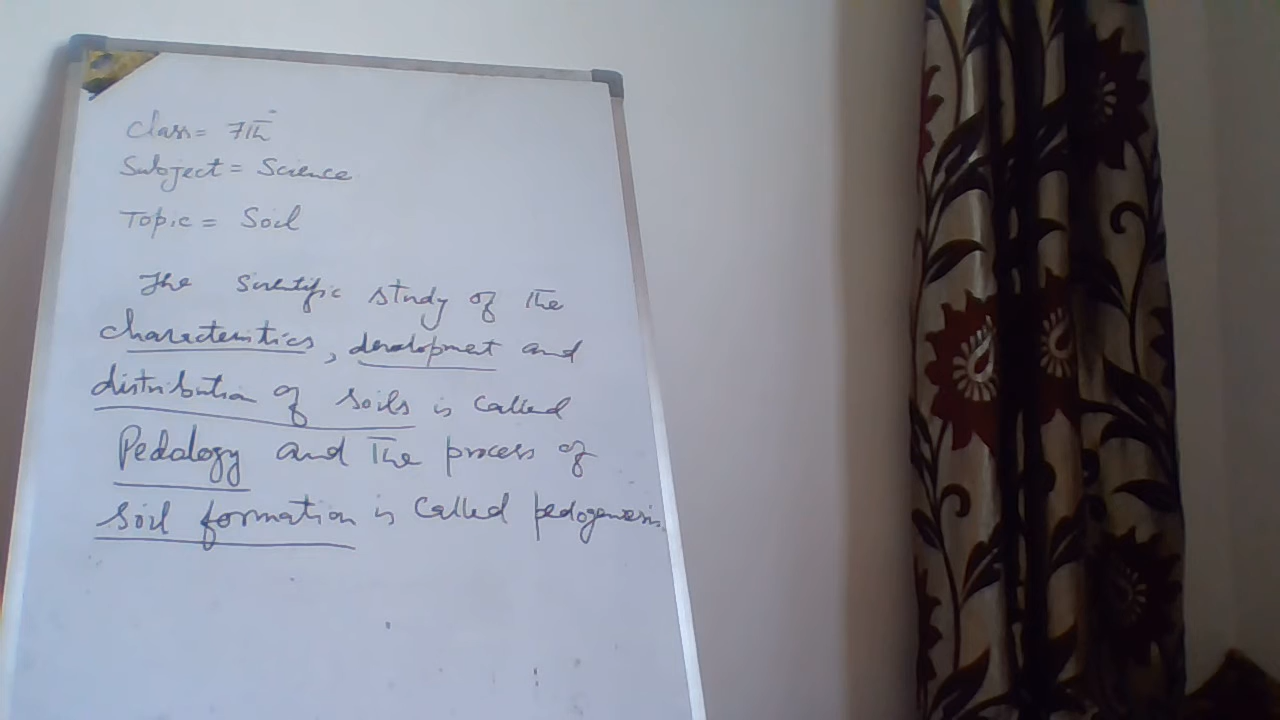 Class = 7th
Subject = Science
Topic = Soil
The Scientific study of the
characteristics, development and
distribution of soils is called
Pedology and the process of
soil formation is called pedogenesis.